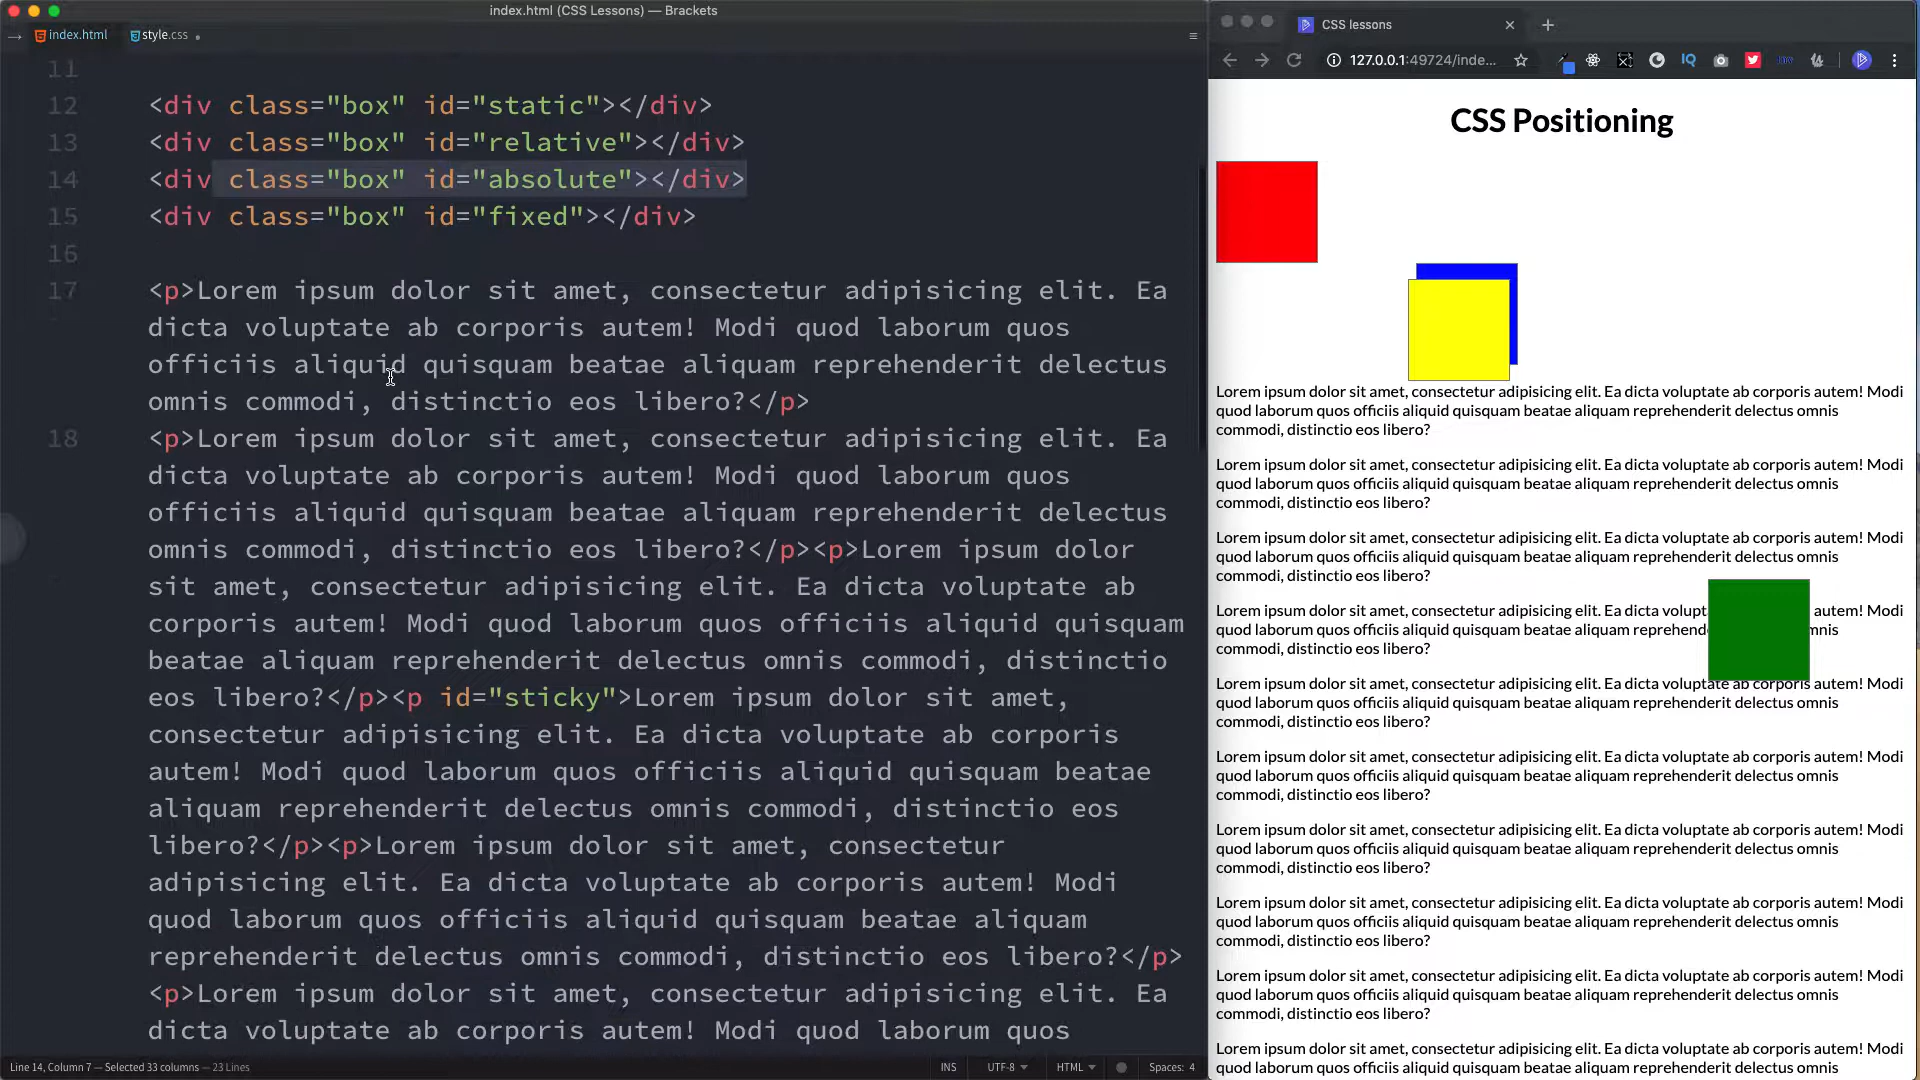 index.html (CSS Lessons) — Brackets
index.html
style.css
11
12 <div class="box" id="static"></div>
13 <div class="box" id="relative"></div>
14 <div class="box" id="absolute"></div>
15 <div class="box" id="fixed"></div>
16
17 <p>Lorem ipsum dolor sit amet, consectetur adipisicing elit. Ea
dicta voluptate ab corporis autem! Modi quod laborum quos
officiis aliquid quisquam beatae aliquam reprehenderit delectus
omnis commodi, distinctio eos libero?</p>
18 <p>Lorem ipsum dolor sit amet, consectetur adipisicing elit. Ea
dicta voluptate ab corporis autem! Modi quod laborum quos
officiis aliquid quisquam beatae aliquam reprehenderit delectus
omnis commodi, distinctio eos libero?</p><p>Lorem ipsum dolor
sit amet, consectetur adipisicing elit. Ea dicta voluptate ab
corporis autem! Modi quod laborum quos officiis aliquid quisquam
beatae aliquam reprehenderit delectus omnis commodi, distinctio
eos libero?</p><p id="sticky">Lorem ipsum dolor sit amet,
consectetur adipisicing elit. Ea dicta voluptate ab corporis
autem! Modi quod laborum quos officiis aliquid quisquam beatae
aliquam reprehenderit delectus omnis commodi, distinctio eos
libero?</p><p>Lorem ipsum dolor sit amet, consectetur
adipisicing elit. Ea dicta voluptate ab corporis autem! Modi
quod laborum quos officiis aliquid quisquam beatae aliquam
reprehenderit delectus omnis commodi, distinctio eos libero?</p>
<p>Lorem ipsum dolor sit amet, consectetur adipisicing elit. Ea
dicta voluptate ab corporis autem! Modi quod laborum quos
Line 14, Column 7 — Selected 33 columns — 23 Lines
INS
UTF-8
HTML
Spaces: 4
CSS lessons
127.0.0.1:49724/inde...
CSS Positioning
Lorem ipsum dolor sit amet, consectetur adipisicing elit. Ea dicta voluptate ab corporis autem! Modi
quod laborum quos officiis aliquid quisquam beatae aliquam reprehenderit delectus omnis
commodi, distinctio eos libero?
Lorem ipsum dolor sit amet, consectetur adipisicing elit. Ea dicta voluptate ab corporis autem! Modi
quod laborum quos officiis aliquid quisquam beatae aliquam reprehenderit delectus omnis
commodi, distinctio eos libero?
Lorem ipsum dolor sit amet, consectetur adipisicing elit. Ea dicta voluptate ab corporis autem! Modi
quod laborum quos officiis aliquid quisquam beatae aliquam reprehenderit delectus omnis
commodi, distinctio eos libero?
Lorem ipsum dolor sit amet, consectetur adipisicing elit. Ea dicta volupt autem! Modi
quod laborum quos officiis aliquid quisquam beatae aliquam reprehend mnis
commodi, distinctio eos libero?
Lorem ipsum dolor sit amet, consectetur adipisicing elit. Ea dicta voluptate ab corporis autem! Modi
quod laborum quos officiis aliquid quisquam beatae aliquam reprehenderit delectus omnis
commodi, distinctio eos libero?
Lorem ipsum dolor sit amet, consectetur adipisicing elit. Ea dicta voluptate ab corporis autem! Modi
quod laborum quos officiis aliquid quisquam beatae aliquam reprehenderit delectus omnis
commodi, distinctio eos libero?
Lorem ipsum dolor sit amet, consectetur adipisicing elit. Ea dicta voluptate ab corporis autem! Modi
quod laborum quos officiis aliquid quisquam beatae aliquam reprehenderit delectus omnis
commodi, distinctio eos libero?
Lorem ipsum dolor sit amet, consectetur adipisicing elit. Ea dicta voluptate ab corporis autem! Modi
quod laborum quos officiis aliquid quisquam beatae aliquam reprehenderit delectus omnis
commodi, distinctio eos libero?
Lorem ipsum dolor sit amet, consectetur adipisicing elit. Ea dicta voluptate ab corporis autem! Modi
quod laborum quos officiis aliquid quisquam beatae aliquam reprehenderit delectus omnis
commodi, distinctio eos libero?
Lorem ipsum dolor sit amet, consectetur adipisicing elit. Ea dicta voluptate ab corporis autem! Modi
quod laborum quos officiis aliquid quisquam beatae aliquam reprehenderit delectus omnis